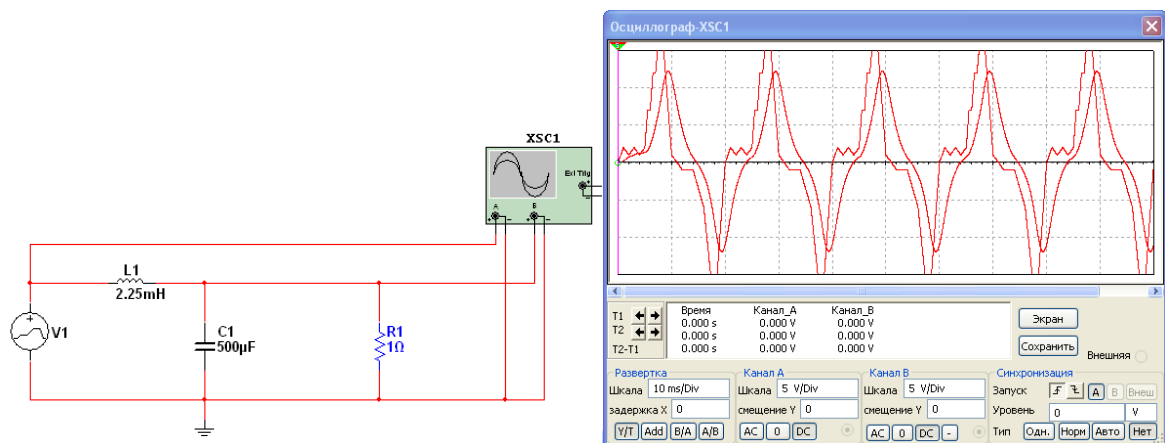 Осциллограф-XSC1
XSC1
Ext Trig
+
-
A
B
+ - + -
L1
2.25mH
V1
C1
500µF
R1
1Ω
T1
T2
T2-T1
Время Канал_A Канал_B
0.000 s 0.000 V 0.000 V
0.000 s 0.000 V 0.000 V
0.000 s 0.000 V 0.000 V
Экран
Сохранить
Внешняя
Развертка
Шкала 10 ms/Div
задержка X 0
Y/T Add B/A A/B
Канал A
Шкала 5 V/Div
смещение Y 0
AC 0 DC
Канал B
Шкала 5 V/Div
смещение Y 0
AC 0 DC -
Синхронизация
Запуск A B Внеш
Уровень 0 V
Тип Одн. Норм Авто Нет